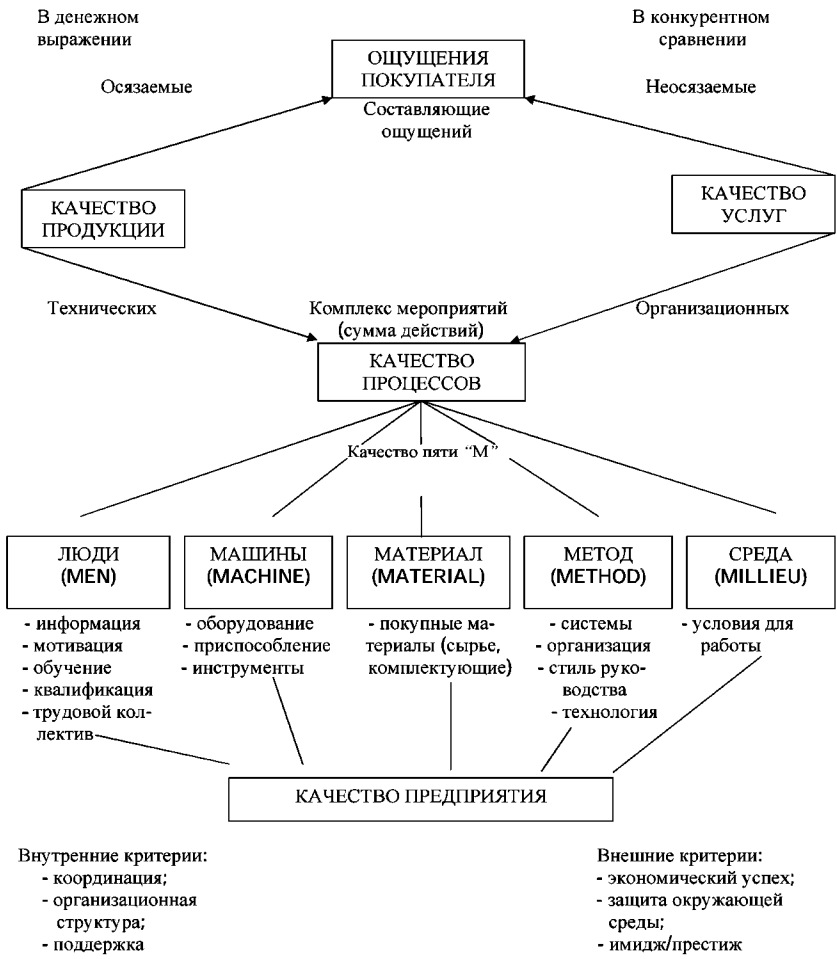 В денежном
выражении
В конкурентном
сравнении
ОЩУЩЕНИЯ
ПОКУПАТЕЛЯ
Осязаемые
Неосязаемые
Составляющие
ощущений
КАЧЕСТВО
ПРОДУКЦИИ
КАЧЕСТВО
УСЛУГ
Технических
Комплекс мероприятий
(сумма действий)
Организационных
КАЧЕСТВО
ПРОЦЕССОВ
Качество пяти “М”
ЛЮДИ
(MEN)
МАШИНЫ
(MACHINE)
МАТЕРИАЛ
(MATERIAL)
МЕТОД
(METHOD)
СРЕДА
(MILLIEU)
- информация
- мотивация
- обучение
- квалификация
- трудовой кол-
лектив
- оборудование
- приспособление
- инструменты
- покупные ма-
териалы (сырье,
комплектующие)
- системы
- организация
- стиль руко-
водства
- технология
- условия для
работы
КАЧЕСТВО ПРЕДПРИЯТИЯ
Внутренние критерии:
- координация;
- организационная
структура;
- поддержка
Внешние критерии:
- экономический успех;
- защита окружающей
среды;
- имидж/престиж